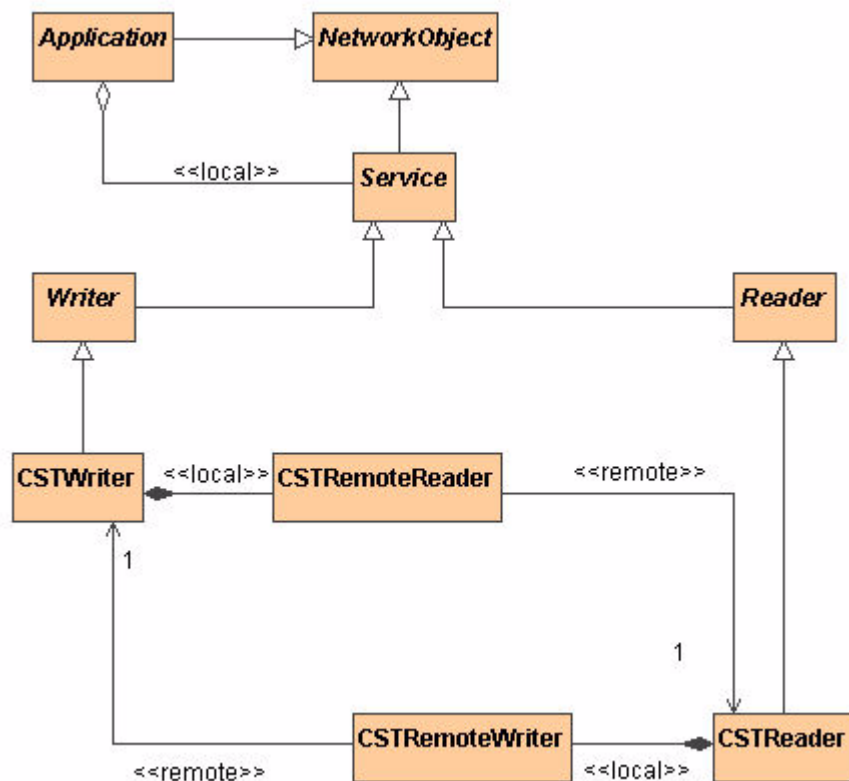 Application
NetworkObject
<<local>>
Service
Writer
Reader
CSTWriter
<<local>>
CSTRemoteReader
<<remote>>
1
1
CSTRemoteWriter
CSTReader
<<remote>>
<<local>>